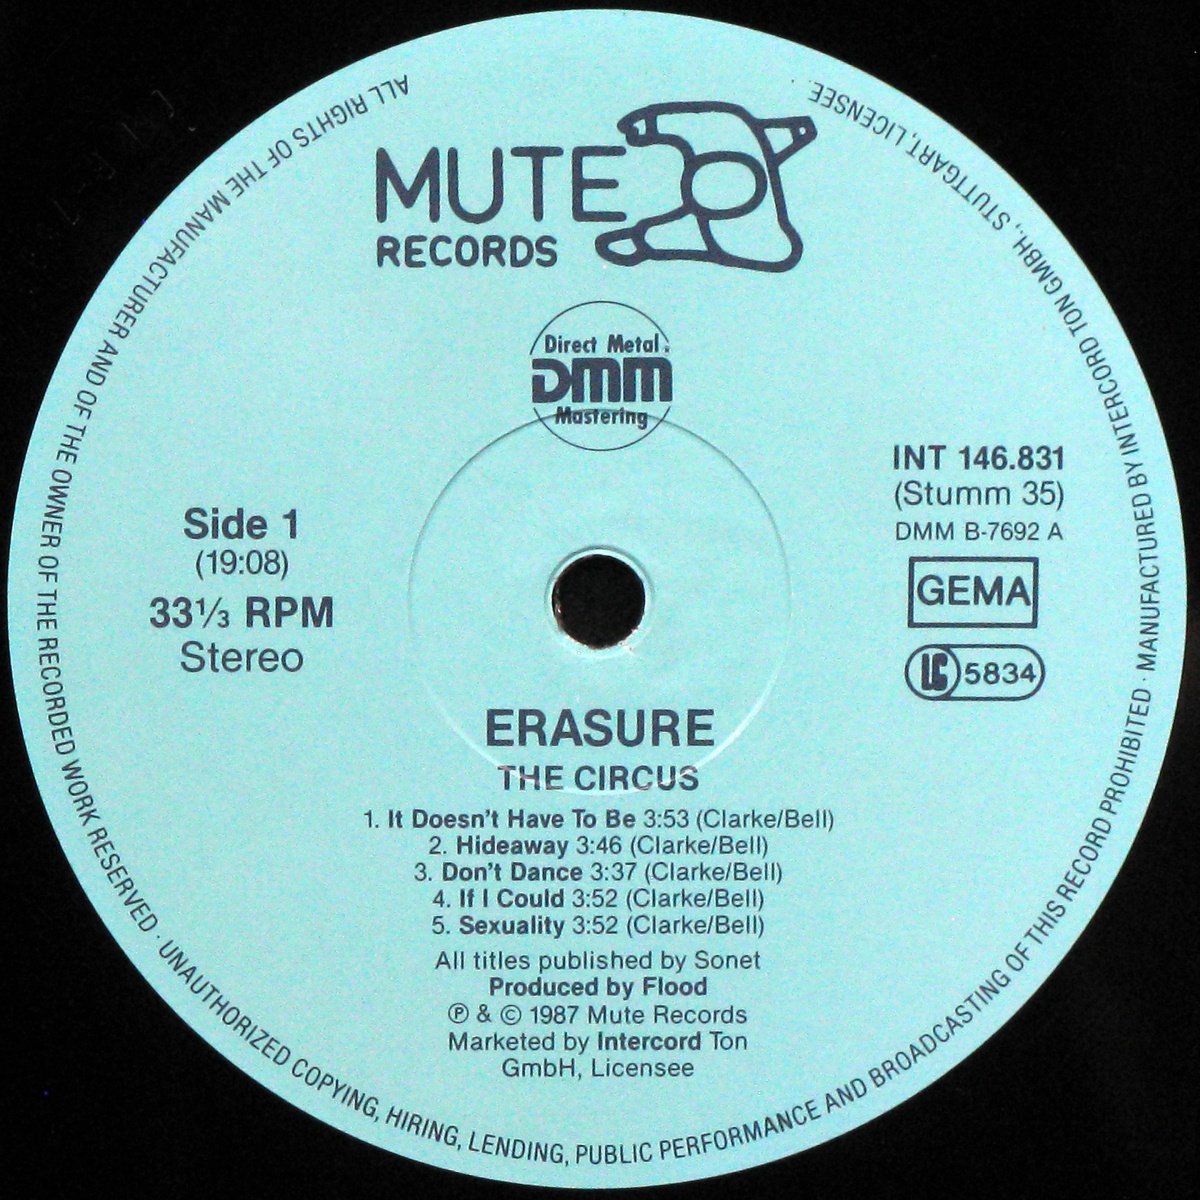 MUTE
RECORDS
Direct Metal
DMM
Mastering
Side 1
(19:08)
33⅓ RPM
Stereo
INT 146.831
(Stumm 35)
DMM B-7692 A
GEMA
LC 5834
ERASURE
THE CIRCUS
1. It Doesn't Have To Be 3:53 (Clarke/Bell)
2. Hideaway 3:46 (Clarke/Bell)
3. Don't Dance 3:37 (Clarke/Bell)
4. If I Could 3:52 (Clarke/Bell)
5. Sexuality 3:52 (Clarke/Bell)
All titles published by Sonet
Produced by Flood
℗ & © 1987 Mute Records
Marketed by Intercord Ton
GmbH, Licensee
ALL RIGHTS OF THE MANUFACTURER AND OF THE OWNER OF THE RECORDED WORK RESERVED · UNAUTHORIZED COPYING, HIRING, LENDING, PUBLIC PERFORMANCE AND BROADCASTING OF THIS RECORD PROHIBITED · MANUFACTURED BY INTERCORD TON GMBH., STUTTGART, LICENSEE.